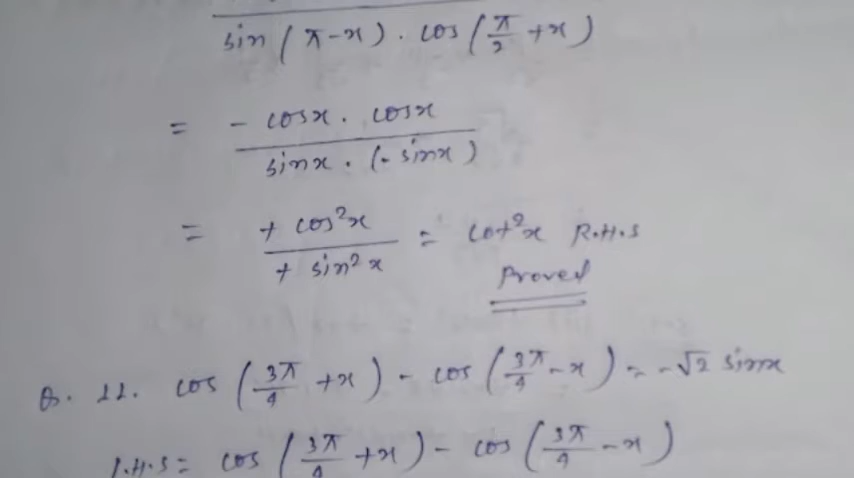 sin (π-x) . cos (π/2 +x)
= - cosx . cosx / sinx . (- sinx)
= + cos²x / + sin²x = cot²x R.H.S
Proved
Q. 11. cos (3π/4 +x) - cos (3π/4 -x) = -√2 sinx
L.H.S = cos (3π/4 +x) - cos (3π/4 -x)